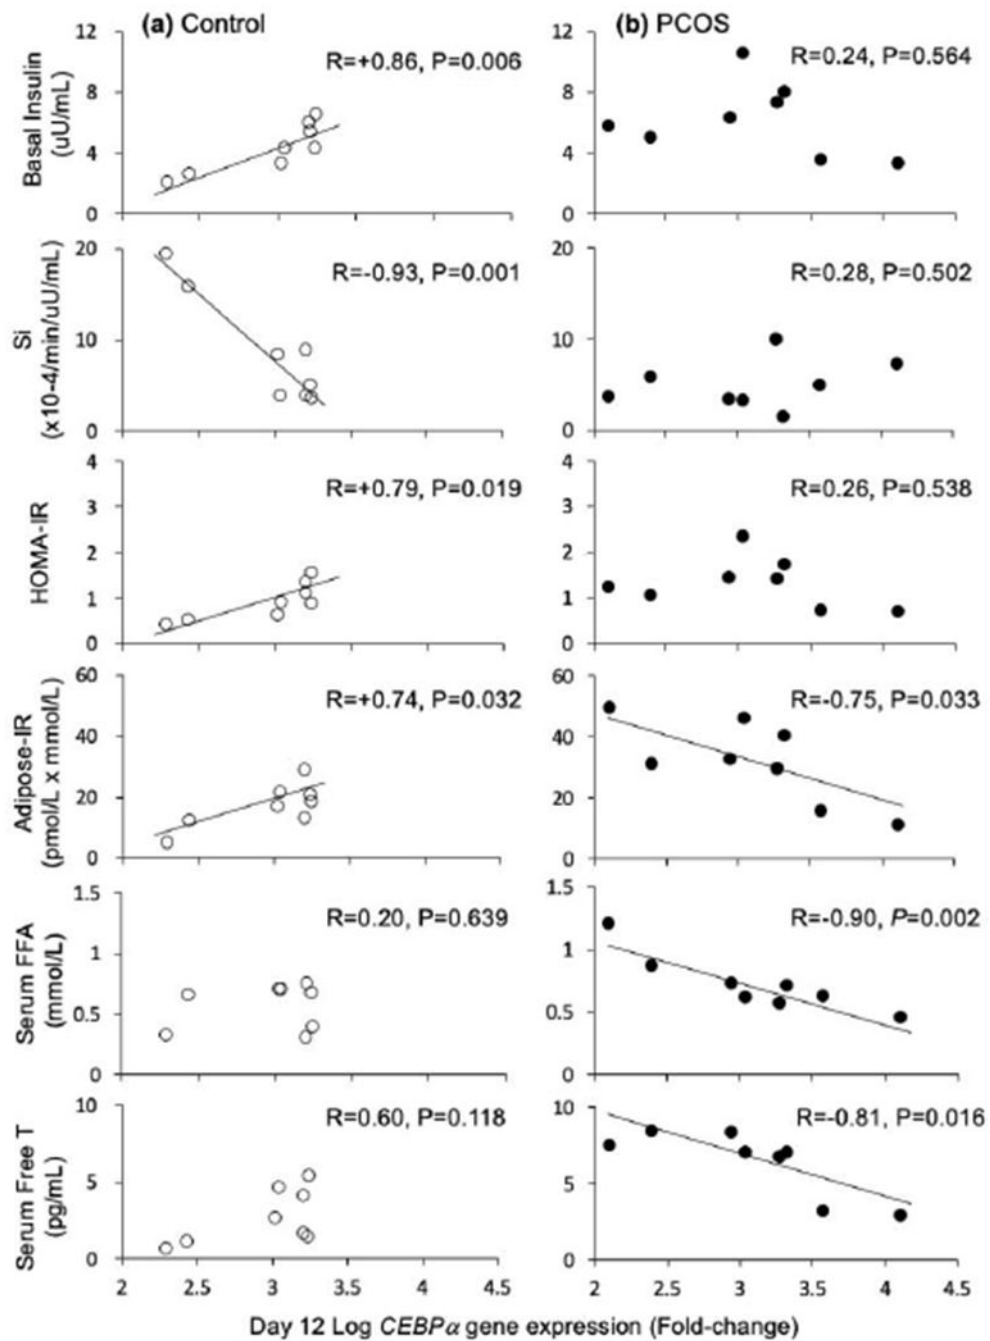 (a) Control
(b) PCOS
Basal Insulin
(uU/mL)
12
8
4
0
R=+0.86, P=0.006
12
8
4
0
R=0.24, P=0.564
Si
(x10-4/min/uU/mL)
20
10
0
R=-0.93, P=0.001
20
10
0
R=0.28, P=0.502
HOMA-IR
4
3
2
1
0
R=+0.79, P=0.019
4
3
2
1
0
R=0.26, P=0.538
Adipose-IR
(pmol/L x mmol/L)
60
40
20
0
R=+0.74, P=0.032
60
40
20
0
R=-0.75, P=0.033
Serum FFA
(mmol/L)
1.5
1
0.5
0
R=0.20, P=0.639
1.5
1
0.5
0
R=-0.90, P=0.002
Serum Free T
(pg/mL)
10
5
0
R=0.60, P=0.118
10
5
0
R=-0.81, P=0.016
2 2.5 3 3.5 4 4.5
2 2.5 3 3.5 4 4.5
Day 12 Log CEBPα gene expression (Fold-change)